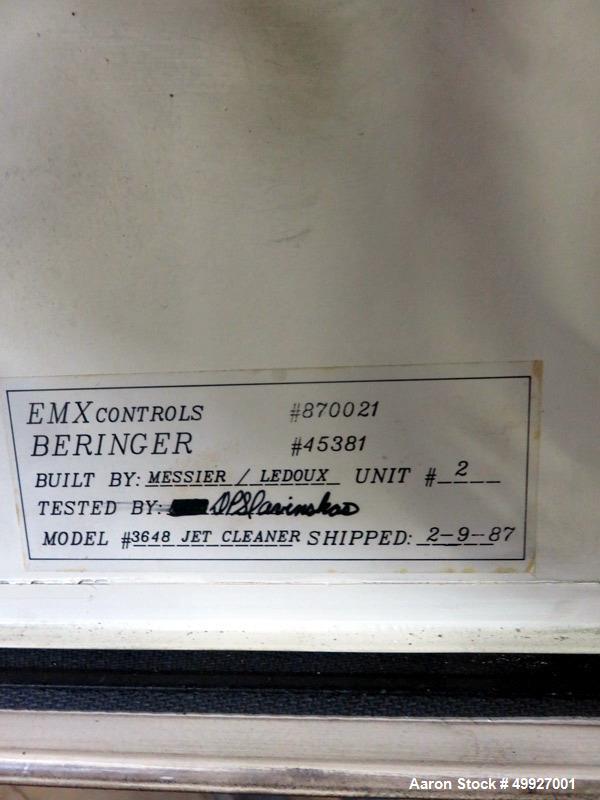 EMX CONTROLS #870021
BERINGER #45381
BUILT BY: MESSIER / LEDOUX UNIT # 2
TESTED BY:
MODEL #3648 JET CLEANER SHIPPED: 2-9-87
Aaron Stock # 49927001